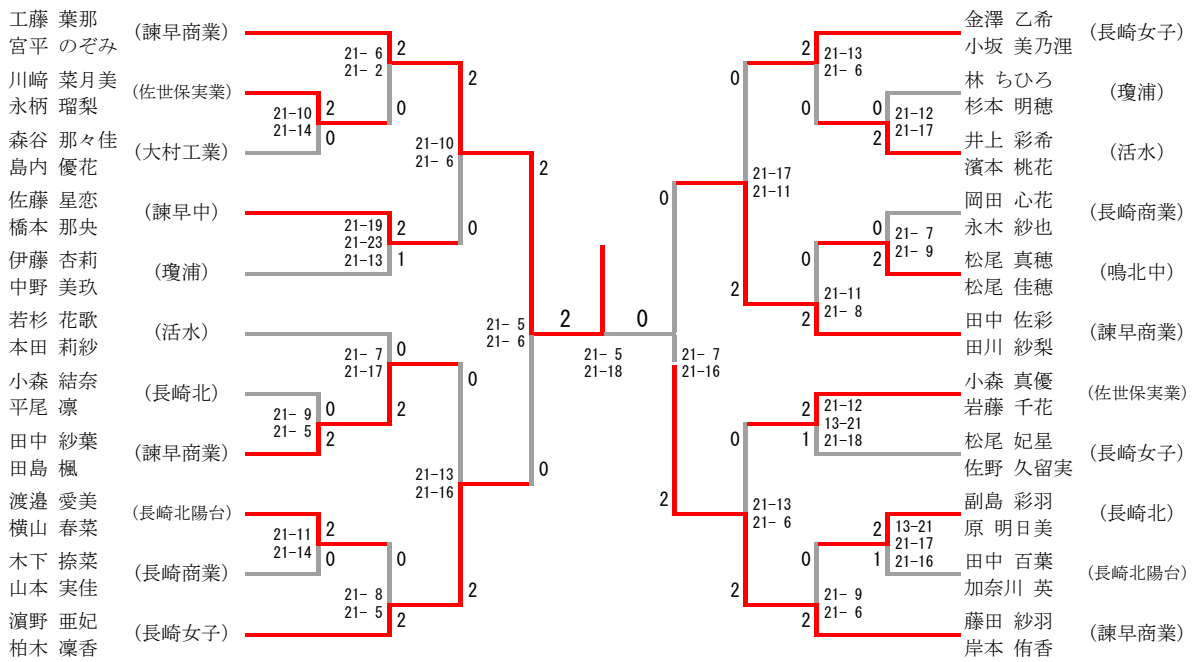 工藤 葉那
宮平 のぞみ
(諫早商業)
川﨑 菜月美
永柄 瑠梨
(佐世保実業)
森谷 那々佳
島内 優花
(大村工業)
佐藤 星恋
橋本 那央
(諫早中)
伊藤 杏莉
中野 美玖
(瓊浦)
若杉 花歌
本田 莉紗
(活水)
小森 結奈
平尾 凛
(長崎北)
田中 紗葉
田島 楓
(諫早商業)
渡邉 愛美
横山 春菜
(長崎北陽台)
木下 捺菜
山本 実佳
(長崎商業)
濵野 亜妃
柏木 凜香
(長崎女子)
21-10
21-14
2
0
21- 6
21- 2
2
0
21-19
21-23
21-13
2
1
21-10
21- 6
2
0
21- 9
21- 5
0
2
21- 7
21-17
0
2
21-11
21-14
2
0
21- 8
21- 5
0
2
21-13
21-16
0
2
21- 5
21- 6
2
0
2
0
21- 5
21-18
0
2
21- 7
21-16
0
2
21-17
21-11
2
0
21-13
21- 6
0
2
21-12
21-17
0
2
21-11
21- 8
0
2
21- 7
21- 9
0
2
21-13
21- 6
2
1
21-12
13-21
21-18
0
2
21- 9
21- 6
2
1
13-21
21-17
21-16
金澤 乙希
小坂 美乃浬
(長崎女子)
林 ちひろ
杉本 明穂
(瓊浦)
井上 彩希
濱本 桃花
(活水)
岡田 心花
永木 紗也
(長崎商業)
松尾 真穂
松尾 佳穂
(鳴北中)
田中 佐彩
田川 紗梨
(諫早商業)
小森 真優
岩藤 千花
(佐世保実業)
松尾 妃星
佐野 久留実
(長崎女子)
副島 彩羽
原 明日美
(長崎北)
田中 百葉
加奈川 英
(長崎北陽台)
藤田 紗羽
岸本 侑香
(諫早商業)